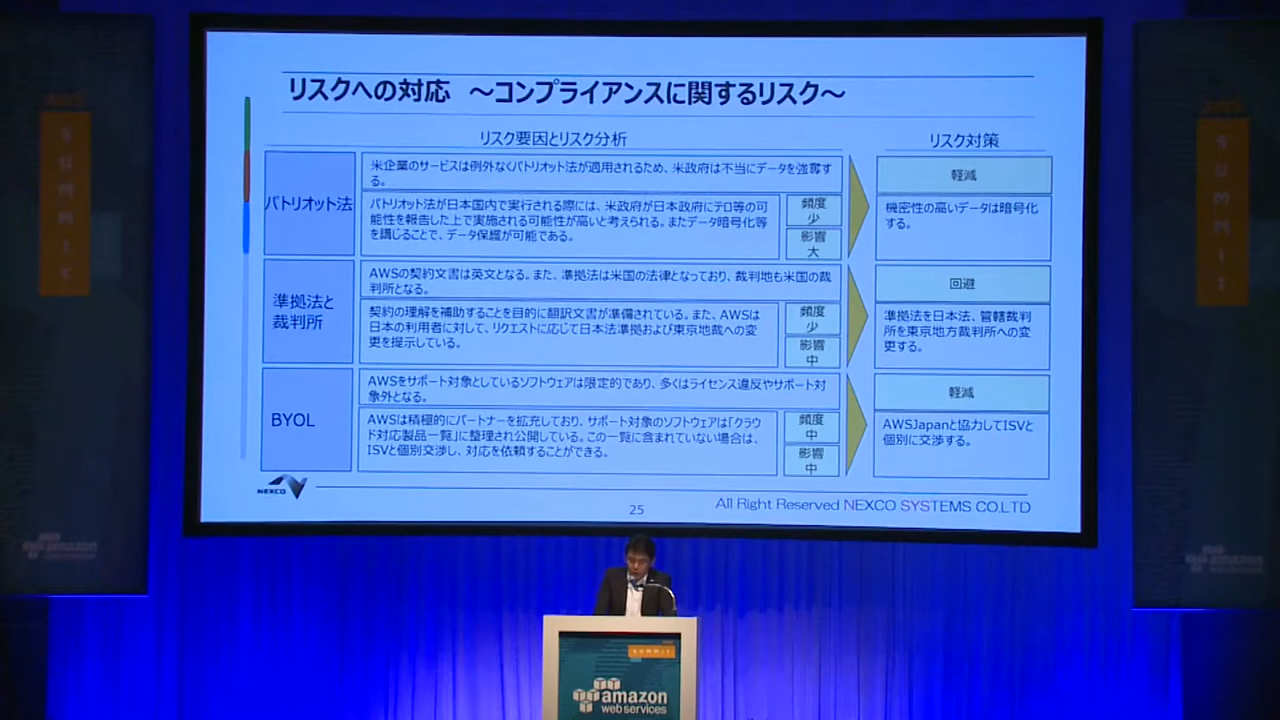 リスクへの対応 ～コンプライアンスに関するリスク～
リスク要因とリスク分析
リスク対策
パトリオット法
米企業のサービスは例外なくパトリオット法が適用されるため、米政府は不当にデータを強奪す
る。
パトリオット法が日本国内で実行される際には、米政府が日本政府にテロ等の可
能性を報告した上で実施される可能性が高いと考えられる。またデータ暗号化等
を講じることで、データ保護が可能である。
頻度
少
影響
大
軽減
機密性の高いデータは暗号化
する。
準拠法と
裁判所
AWSの契約文書は英文となる。また、準拠法は米国の法律となっており、裁判地も米国の裁
判所となる。
契約の理解を補助することを目的に翻訳文書が準備されている。また、AWSは
日本の利用者に対して、リクエストに応じて日本法準拠および東京地裁への変
更を提示している。
頻度
少
影響
中
回避
準拠法を日本法、管轄裁判
所を東京地方裁判所への変
更する。
BYOL
AWSをサポート対象としているソフトウェアは限定的であり、多くはライセンス違反やサポート対
象外となる。
AWSは積極的にパートナーを拡充しており、サポート対象のソフトウェアは「クラウ
ド対応製品一覧」に整理され公開している。この一覧に含まれていない場合は、
ISVと個別交渉し、対応を依頼することができる。
頻度
中
影響
中
軽減
AWSJapanと協力してISVと
個別に交渉する。
NEXCO
25
All Right Reserved NEXCO SYSTEMS CO.LTD
SUMMIT
SUMMIT
amazon
web services
SUMMIT
amazon
web services